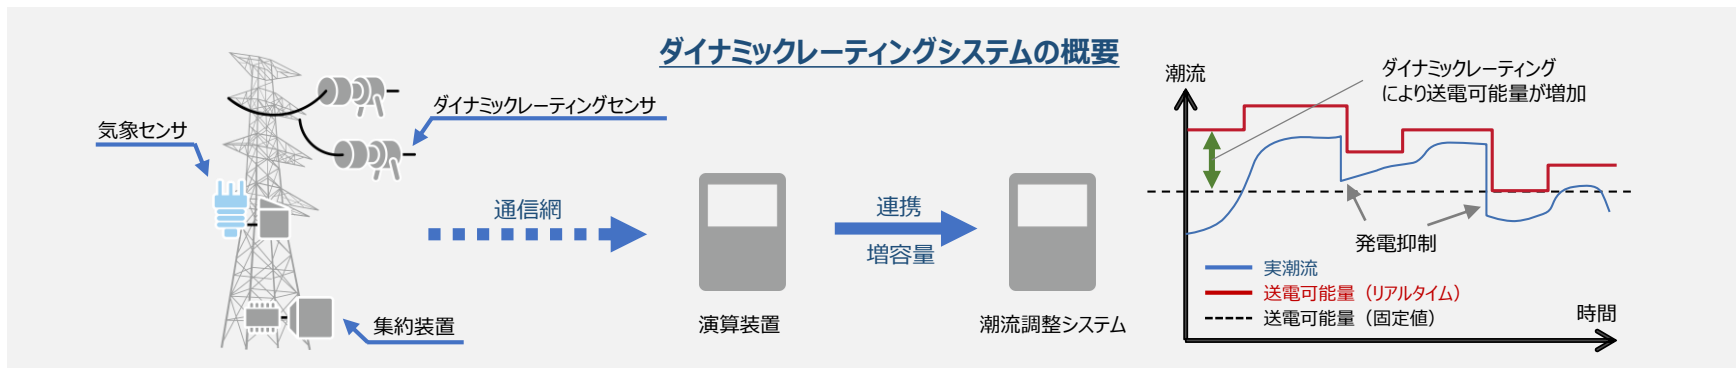 ダイナミックレーティングシステムの概要
気象センサ
ダイナミックレーティングセンサ
集約装置
通信網
演算装置
連携
増容量
潮流調整システム
潮流
ダイナミックレーティング
により送電可能量が増加
発電抑制
実潮流
送電可能量（リアルタイム）
送電可能量（固定値）
時間